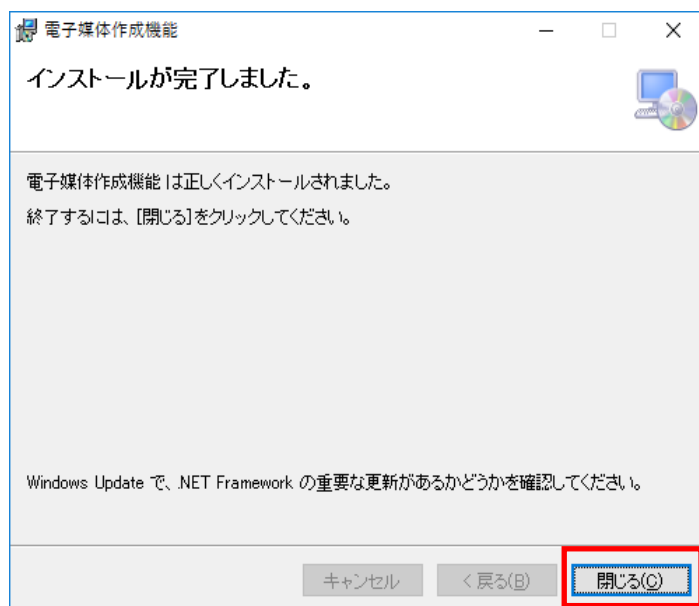 電子媒体作成機能
インストールが完了しました。
電子媒体作成機能 は正しくインストールされました。
終了するには、[閉じる]をクリックしてください。
Windows Update で、.NET Framework の重要な更新があるかどうかを確認してください。
キャンセル
< 戻る(B)
閉じる(C)